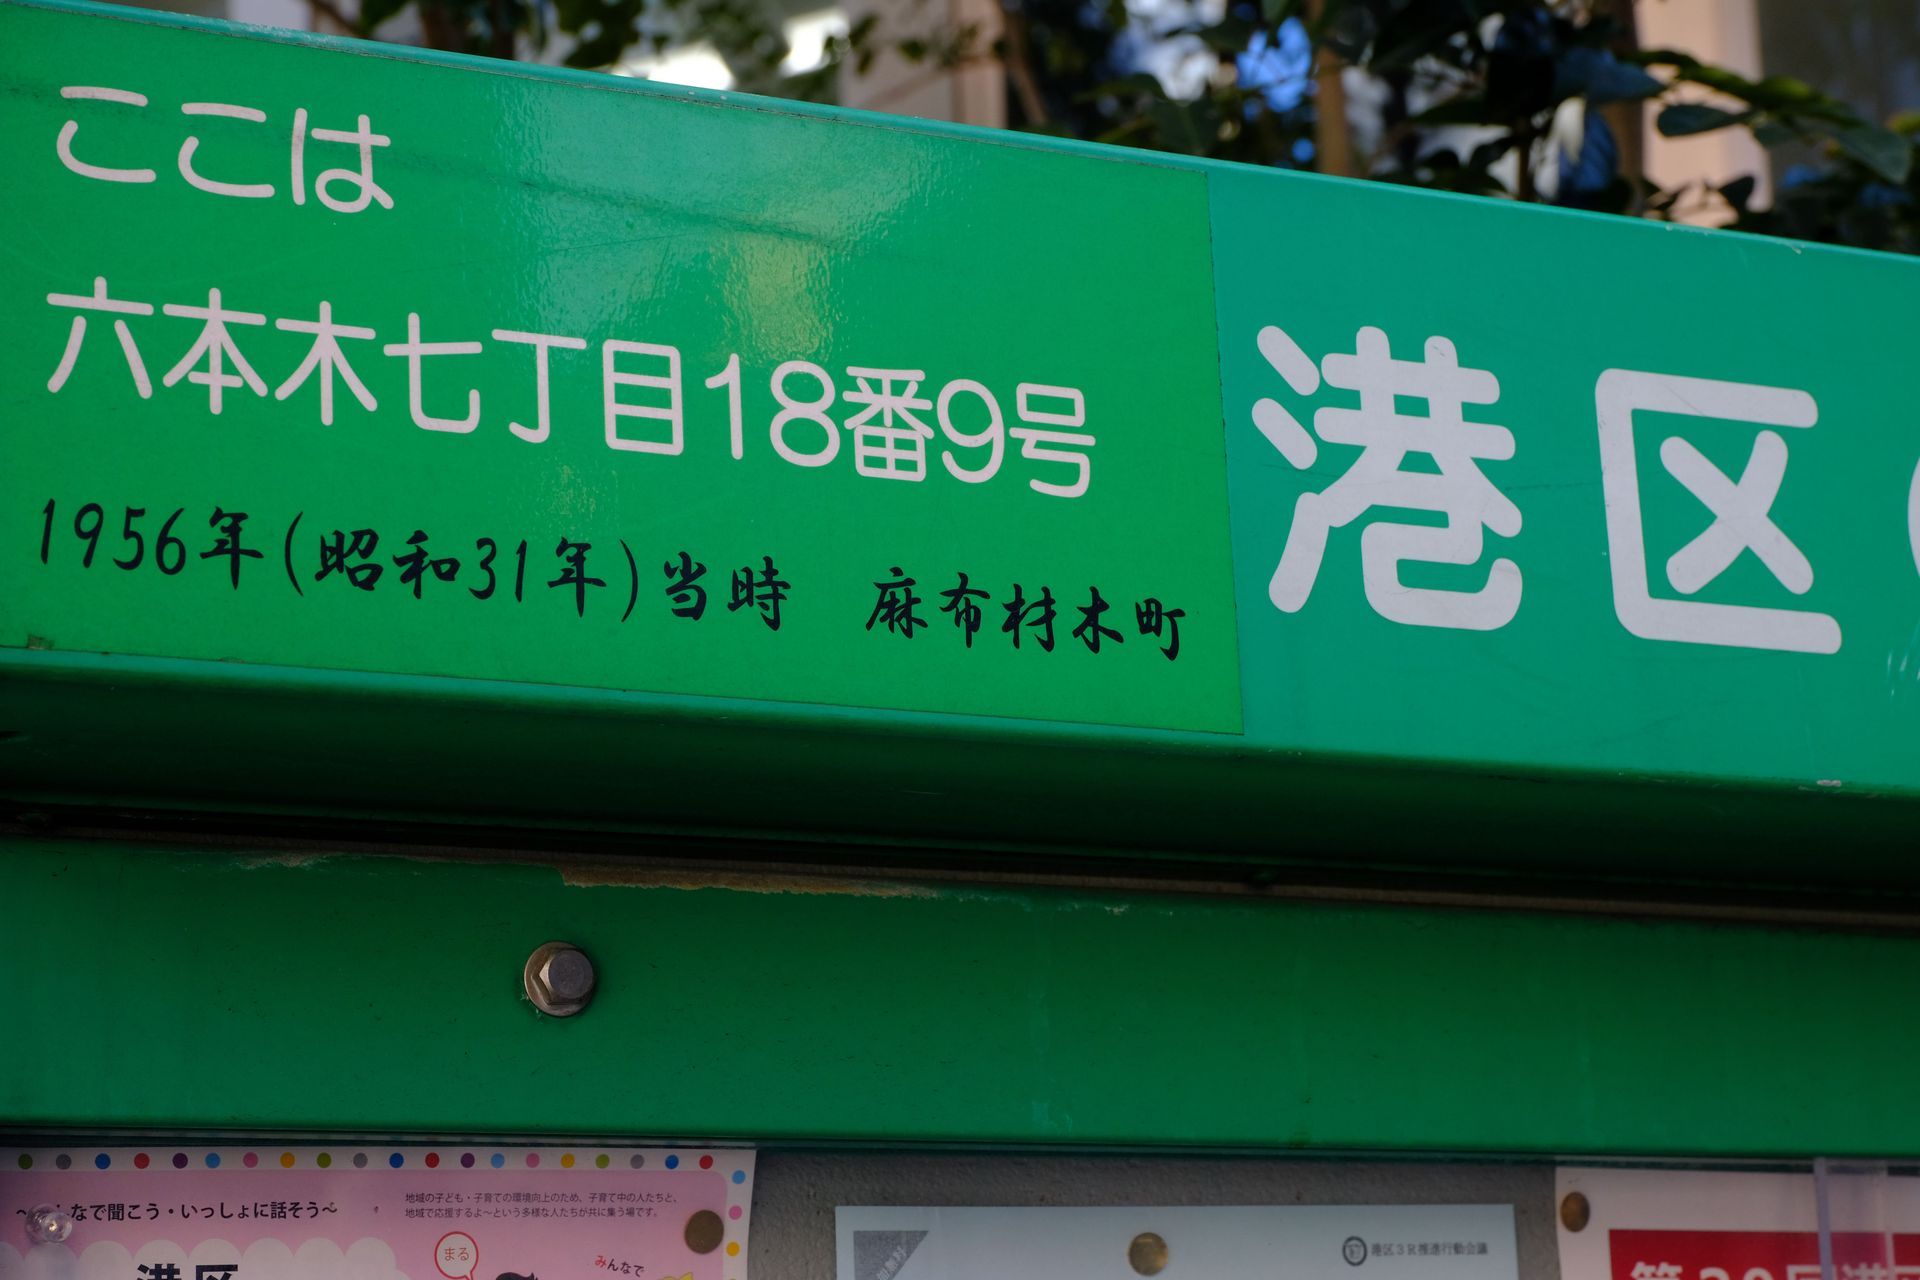 ここは
六本木七丁目18番9号
1956年(昭和31年)当時　麻布材木町
港区
なで聞こう・いっしょに話そう～
地域の子ども・子育ての環境向上のため、子育て中の人たちと、
地域で応援するよ～という多様な人たちが共に集う場です。
まる
みんなで
港区
港区3R推進行動会議